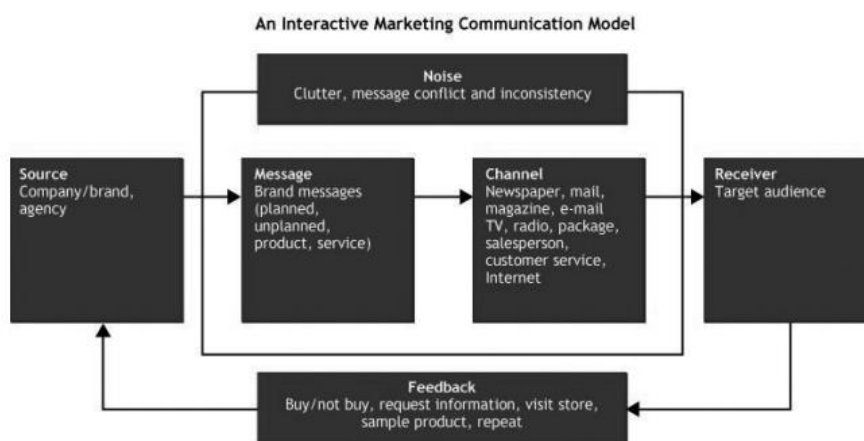 An Interactive Marketing Communication Model
Noise
Clutter, message conflict and inconsistency
Source
Company/brand,
agency
Message
Brand messages
(planned,
unplanned,
product, service)
Channel
Newspaper, mail,
magazine, e-mail
TV, radio, package,
salesperson,
customer service,
Internet
Receiver
Target audience
Feedback
Buy/not buy, request information, visit store,
sample product, repeat